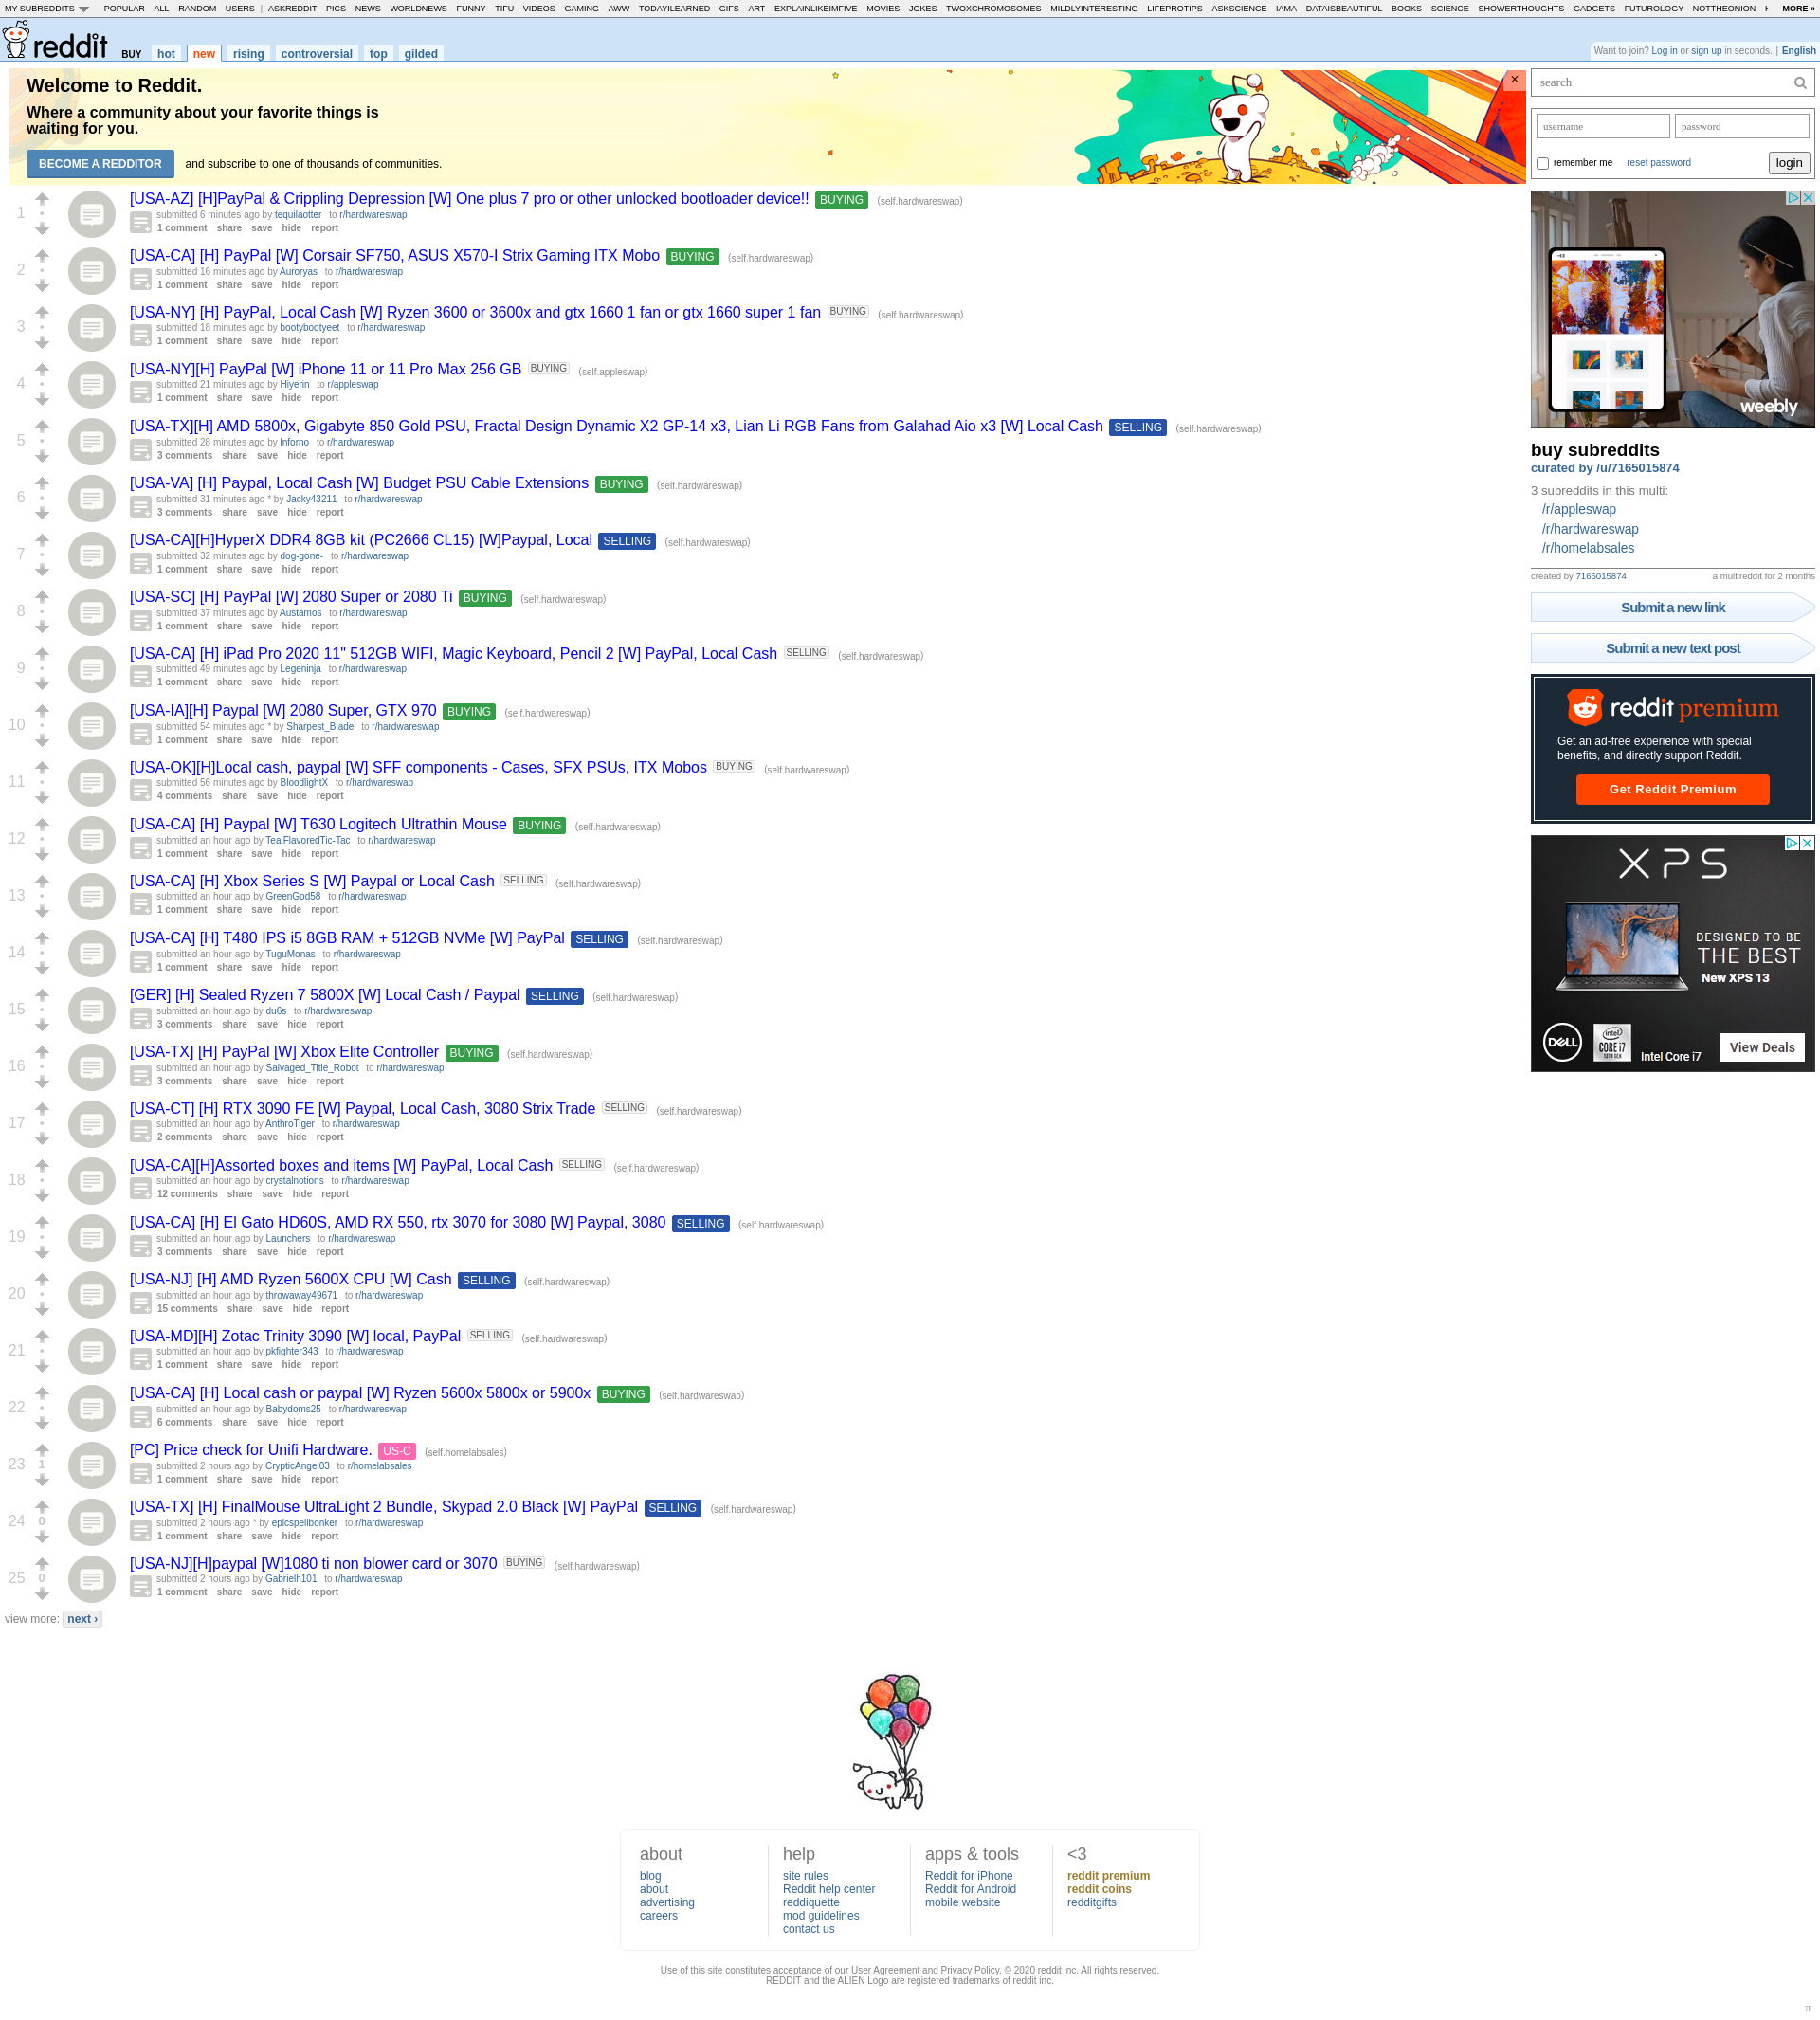 MY SUBREDDITS POPULAR - ALL - RANDOM - USERS | ASKREDDIT - PICS - NEWS - WORLDNEWS - FUNNY - TIFU - VIDEOS - GAMING - AWW - TODAYILEARNED - GIFS - ART - EXPLAINLIKEIMFIVE - MOVIES - JOKES - TWOXCHROMOSOMES - MILDLYINTERESTING - LIFEPROTIPS - ASKSCIENCE - IAMA - DATAISBEAUTIFUL - BOOKS - SCIENCE - SHOWERTHOUGHTS - GADGETS - FUTUROLOGY - NOTTHEONION - MORE »
reddit BUY hot new rising controversial top gilded
Want to join? Log in or sign up in seconds. | English
Welcome to Reddit.
Where a community about your favorite things is
waiting for you.
BECOME A REDDITOR and subscribe to one of thousands of communities.
1
[USA-AZ] [H]PayPal & Crippling Depression [W] One plus 7 pro or other unlocked bootloader device!! BUYING (self.hardwareswap)
submitted 6 minutes ago by tequilaotter to r/hardwareswap
1 comment share save hide report
2
[USA-CA] [H] PayPal [W] Corsair SF750, ASUS X570-I Strix Gaming ITX Mobo BUYING (self.hardwareswap)
submitted 16 minutes ago by Auroryas to r/hardwareswap
1 comment share save hide report
3
[USA-NY] [H] PayPal, Local Cash [W] Ryzen 3600 or 3600x and gtx 1660 1 fan or gtx 1660 super 1 fan BUYING (self.hardwareswap)
submitted 18 minutes ago by bootybootyeet to r/hardwareswap
1 comment share save hide report
4
[USA-NY][H] PayPal [W] iPhone 11 or 11 Pro Max 256 GB BUYING (self.appleswap)
submitted 21 minutes ago by Hiyerin to r/appleswap
1 comment share save hide report
5
[USA-TX][H] AMD 5800x, Gigabyte 850 Gold PSU, Fractal Design Dynamic X2 GP-14 x3, Lian Li RGB Fans from Galahad Aio x3 [W] Local Cash SELLING (self.hardwareswap)
submitted 28 minutes ago by Inforno to r/hardwareswap
3 comments share save hide report
6
[USA-VA] [H] Paypal, Local Cash [W] Budget PSU Cable Extensions BUYING (self.hardwareswap)
submitted 31 minutes ago * by Jacky43211 to r/hardwareswap
3 comments share save hide report
7
[USA-CA][H]HyperX DDR4 8GB kit (PC2666 CL15) [W]Paypal, Local SELLING (self.hardwareswap)
submitted 32 minutes ago by dog-gone- to r/hardwareswap
1 comment share save hide report
8
[USA-SC] [H] PayPal [W] 2080 Super or 2080 Ti BUYING (self.hardwareswap)
submitted 37 minutes ago by Austamos to r/hardwareswap
1 comment share save hide report
9
[USA-CA] [H] iPad Pro 2020 11" 512GB WIFI, Magic Keyboard, Pencil 2 [W] PayPal, Local Cash SELLING (self.hardwareswap)
submitted 49 minutes ago by Legeninja to r/hardwareswap
1 comment share save hide report
10
[USA-IA][H] Paypal [W] 2080 Super, GTX 970 BUYING (self.hardwareswap)
submitted 54 minutes ago * by Sharpest_Blade to r/hardwareswap
1 comment share save hide report
11
[USA-OK][H]Local cash, paypal [W] SFF components - Cases, SFX PSUs, ITX Mobos BUYING (self.hardwareswap)
submitted 56 minutes ago by BloodlightX to r/hardwareswap
4 comments share save hide report
12
[USA-CA] [H] Paypal [W] T630 Logitech Ultrathin Mouse BUYING (self.hardwareswap)
submitted an hour ago by TealFlavoredTic-Tac to r/hardwareswap
1 comment share save hide report
13
[USA-CA] [H] Xbox Series S [W] Paypal or Local Cash SELLING (self.hardwareswap)
submitted an hour ago by GreenGod58 to r/hardwareswap
1 comment share save hide report
14
[USA-CA] [H] T480 IPS i5 8GB RAM + 512GB NVMe [W] PayPal SELLING (self.hardwareswap)
submitted an hour ago by TuguMonas to r/hardwareswap
1 comment share save hide report
15
[GER] [H] Sealed Ryzen 7 5800X [W] Local Cash / Paypal SELLING (self.hardwareswap)
submitted an hour ago by du6s to r/hardwareswap
3 comments share save hide report
16
[USA-TX] [H] PayPal [W] Xbox Elite Controller BUYING (self.hardwareswap)
submitted an hour ago by Salvaged_Title_Robot to r/hardwareswap
3 comments share save hide report
17
[USA-CT] [H] RTX 3090 FE [W] Paypal, Local Cash, 3080 Strix Trade SELLING (self.hardwareswap)
submitted an hour ago by AnthroTiger to r/hardwareswap
2 comments share save hide report
18
[USA-CA][H]Assorted boxes and items [W] PayPal, Local Cash SELLING (self.hardwareswap)
submitted an hour ago by crystalnotions to r/hardwareswap
12 comments share save hide report
19
[USA-CA] [H] El Gato HD60S, AMD RX 550, rtx 3070 for 3080 [W] Paypal, 3080 SELLING (self.hardwareswap)
submitted an hour ago by Launchers to r/hardwareswap
3 comments share save hide report
20
[USA-NJ] [H] AMD Ryzen 5600X CPU [W] Cash SELLING (self.hardwareswap)
submitted an hour ago by throwaway49671 to r/hardwareswap
15 comments share save hide report
21
[USA-MD][H] Zotac Trinity 3090 [W] local, PayPal SELLING (self.hardwareswap)
submitted an hour ago by pkfighter343 to r/hardwareswap
1 comment share save hide report
22
[USA-CA] [H] Local cash or paypal [W] Ryzen 5600x 5800x or 5900x BUYING (self.hardwareswap)
submitted an hour ago by Babydoms25 to r/hardwareswap
6 comments share save hide report
23 1
[PC] Price check for Unifi Hardware. US-C (self.homelabsales)
submitted 2 hours ago by CrypticAngel03 to r/homelabsales
1 comment share save hide report
24 0
[USA-TX] [H] FinalMouse UltraLight 2 Bundle, Skypad 2.0 Black [W] PayPal SELLING (self.hardwareswap)
submitted 2 hours ago * by epicspellbonker to r/hardwareswap
1 comment share save hide report
25 0
[USA-NJ][H]paypal [W]1080 ti non blower card or 3070 BUYING (self.hardwareswap)
submitted 2 hours ago by Gabrielh101 to r/hardwareswap
1 comment share save hide report
view more: next ›
search
username password
remember me reset password login
weebly
buy subreddits
curated by /u/7165015874
3 subreddits in this multi:
/r/appleswap
/r/hardwareswap
/r/homelabsales
created by 7165015874 a multireddit for 2 months
Submit a new link
Submit a new text post
reddit premium
Get an ad-free experience with special
benefits, and directly support Reddit.
Get Reddit Premium
XPS
DESIGNED TO BE
THE BEST
New XPS 13
DELL intel CORE i7 10TH GEN Intel Core i7 View Deals
about
blog
about
advertising
careers
help
site rules
Reddit help center
reddiquette
mod guidelines
contact us
apps & tools
Reddit for iPhone
Reddit for Android
mobile website
<3
reddit premium
reddit coins
redditgifts
Use of this site constitutes acceptance of our User Agreement and Privacy Policy. © 2020 reddit inc. All rights reserved.
REDDIT and the ALIEN Logo are registered trademarks of reddit inc.
π